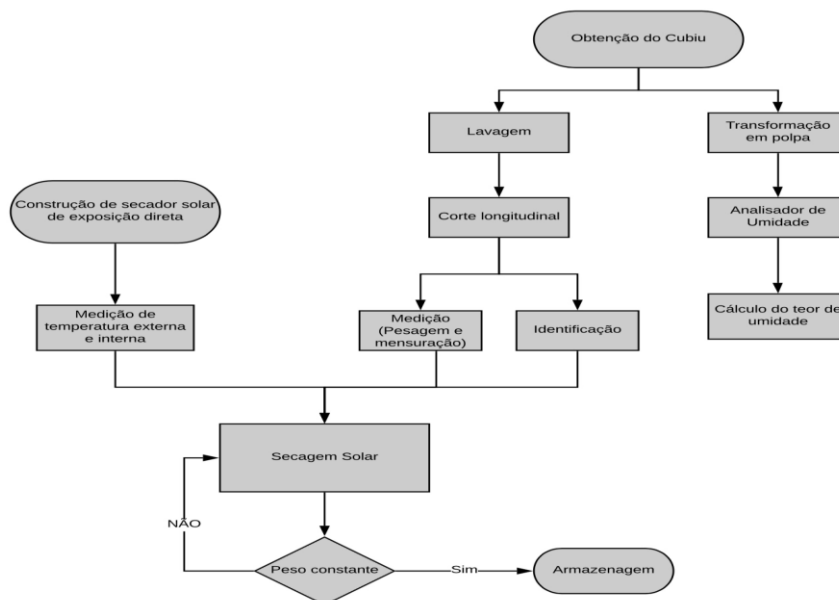 Obtenção do Cubiu
Lavagem
Transformação
em polpa
Construção de secador solar
de exposição direta
Corte longitudinal
Analisador de
Umidade
Medição de
temperatura externa
e interna
Medição
(Pesagem e
mensuração)
Identificação
Cálculo do teor de
umidade
Secagem Solar
NÃO
Peso constante
Sim
Armazenagem